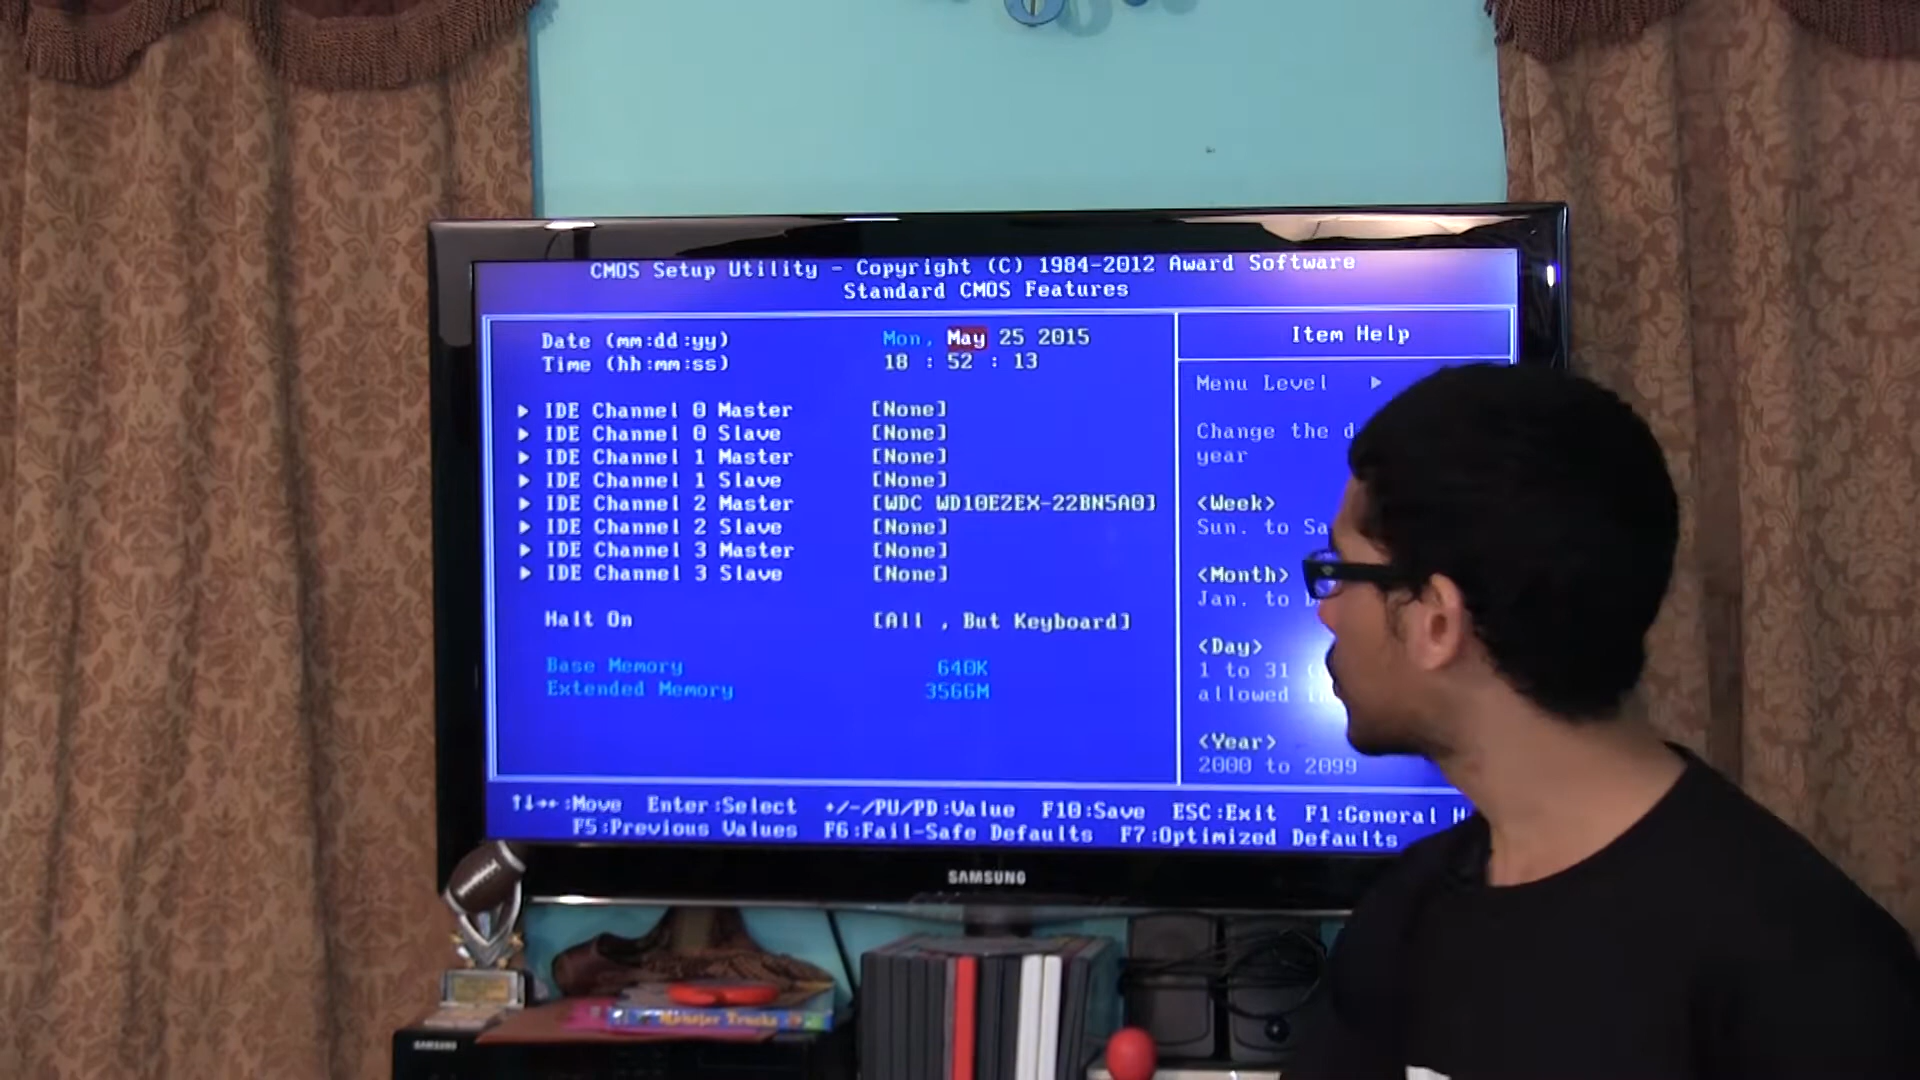 CMOS Setup Utility - Copyright (C) 1984-2012 Award Software
Standard CMOS Features
Date (mm:dd:yy) Mon, May 25 2015
Time (hh:mm:ss) 18 : 52 : 13
IDE Channel 0 Master [None]
IDE Channel 0 Slave [None]
IDE Channel 1 Master [None]
IDE Channel 1 Slave [None]
IDE Channel 2 Master [WDC WD10EZEX-22BN5A0]
IDE Channel 2 Slave [None]
IDE Channel 3 Master [None]
IDE Channel 3 Slave [None]
Halt On [All , But Keyboard]
Base Memory 640K
Extended Memory 3566M
Item Help
Menu Level
Change the
year
<Week>
Sun. to
<Month>
Jan. to
<Day>
1 to 31
allowed
<Year>
2000 to 2099
↑↓→←:Move Enter:Select +/-/PU/PD:Value F10:Save ESC:Exit F1:General
F5:Previous Values F6:Fail-Safe Defaults F7:Optimized Defaults
SAMSUNG
Monster Trucks
SAMSUNG